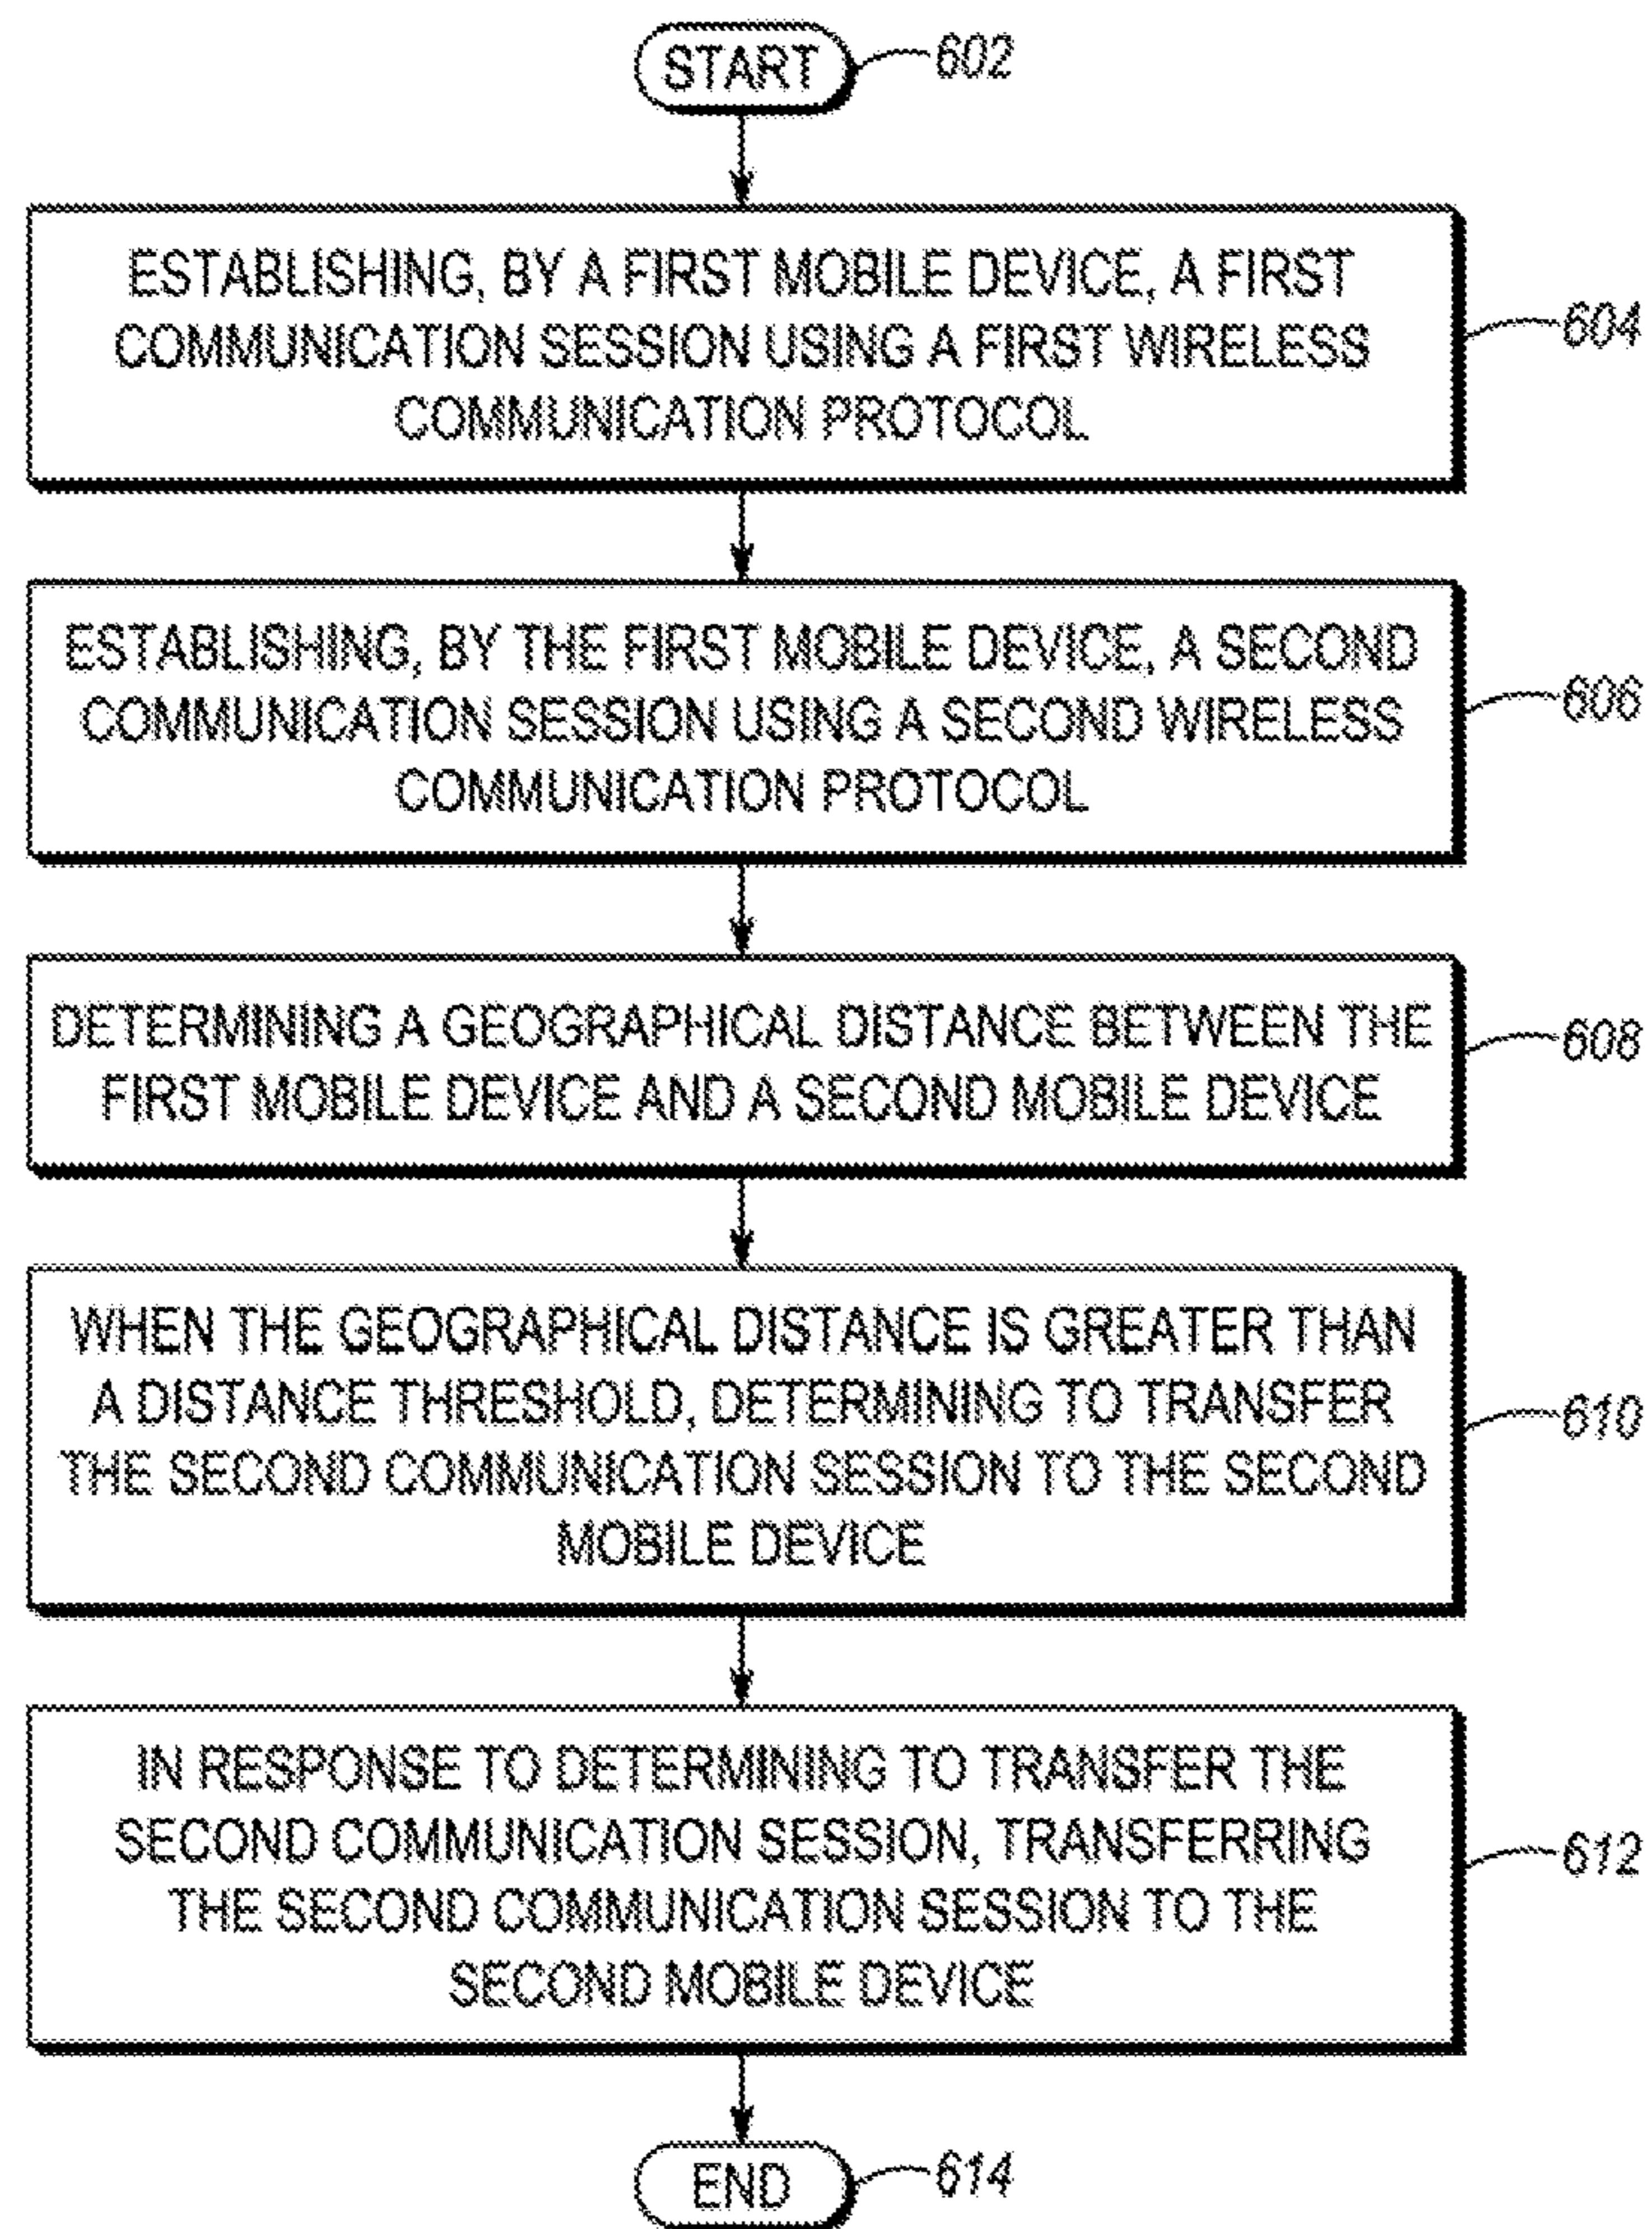 START
602
ESTABLISHING, BY A FIRST MOBILE DEVICE, A FIRST
COMMUNICATION SESSION USING A FIRST WIRELESS
COMMUNICATION PROTOCOL
604
ESTABLISHING, BY THE FIRST MOBILE DEVICE, A SECOND
COMMUNICATION SESSION USING A SECOND WIRELESS
COMMUNICATION PROTOCOL
606
DETERMINING A GEOGRAPHICAL DISTANCE BETWEEN THE
FIRST MOBILE DEVICE AND A SECOND MOBILE DEVICE
608
WHEN THE GEOGRAPHICAL DISTANCE IS GREATER THAN
A DISTANCE THRESHOLD, DETERMINING TO TRANSFER
THE SECOND COMMUNICATION SESSION TO THE SECOND
MOBILE DEVICE
610
IN RESPONSE TO DETERMINING TO TRANSFER THE
SECOND COMMUNICATION SESSION, TRANSFERRING
THE SECOND COMMUNICATION SESSION TO THE
SECOND MOBILE DEVICE
612
END
614